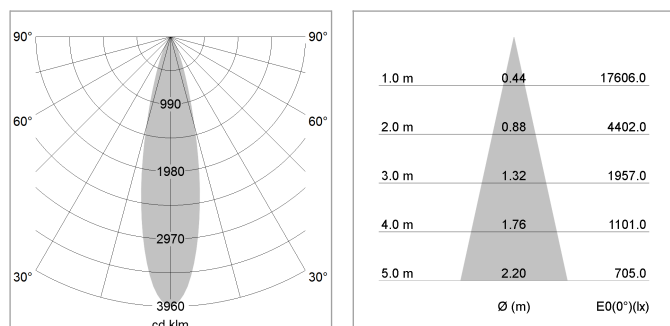 90° 90°
990
60° 60°
1980
2970
30° 30°
3960
cd klm
1.0 m 0.44 17606.0
2.0 m 0.88 4402.0
3.0 m 1.32 1957.0
4.0 m 1.76 1101.0
5.0 m 2.20 705.0
Ø (m) E0(0°)(lx)